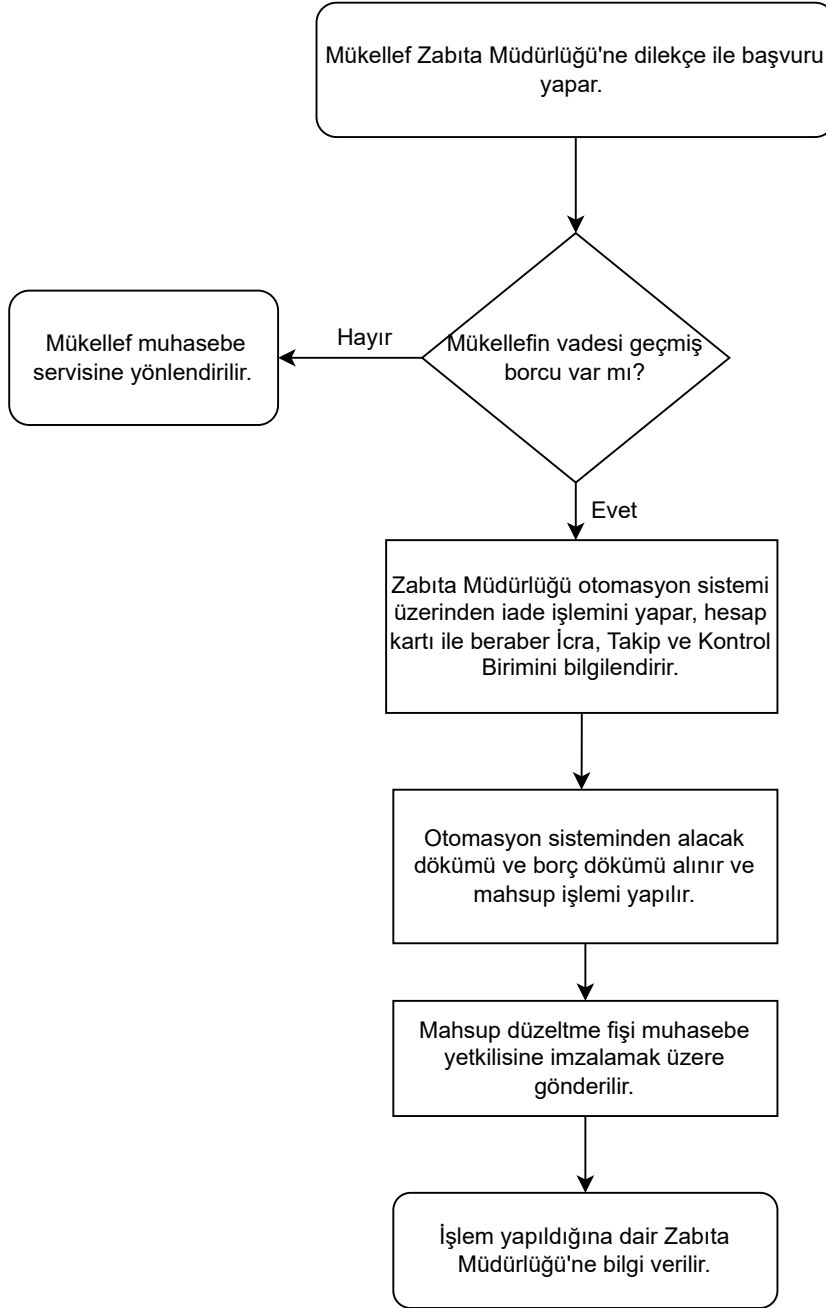 Mükellef Zabıta Müdürlüğü'ne dilekçe ile başvuru
yapar.
Mükellefin vadesi geçmiş
borcu var mı?
Hayır
Mükellef muhasebe
servisine yönlendirilir.
Evet
Zabıta Müdürlüğü otomasyon sistemi
üzerinden iade işlemini yapar, hesap
kartı ile beraber İcra, Takip ve Kontrol
Birimini bilgilendirir.
Otomasyon sisteminden alacak
dökümü ve borç dökümü alınır ve
mahsup işlemi yapılır.
Mahsup düzeltme fişi muhasebe
yetkilisine imzalamak üzere
gönderilir.
İşlem yapıldığına dair Zabıta
Müdürlüğü'ne bilgi verilir.